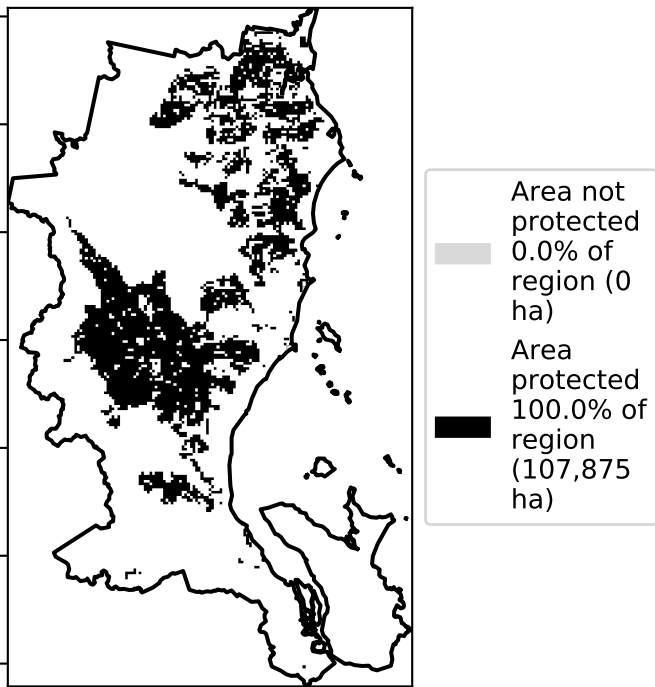 Area not
protected
0.0% of
region (0
ha)
Area
protected
100.0% of
region
(107,875
ha)